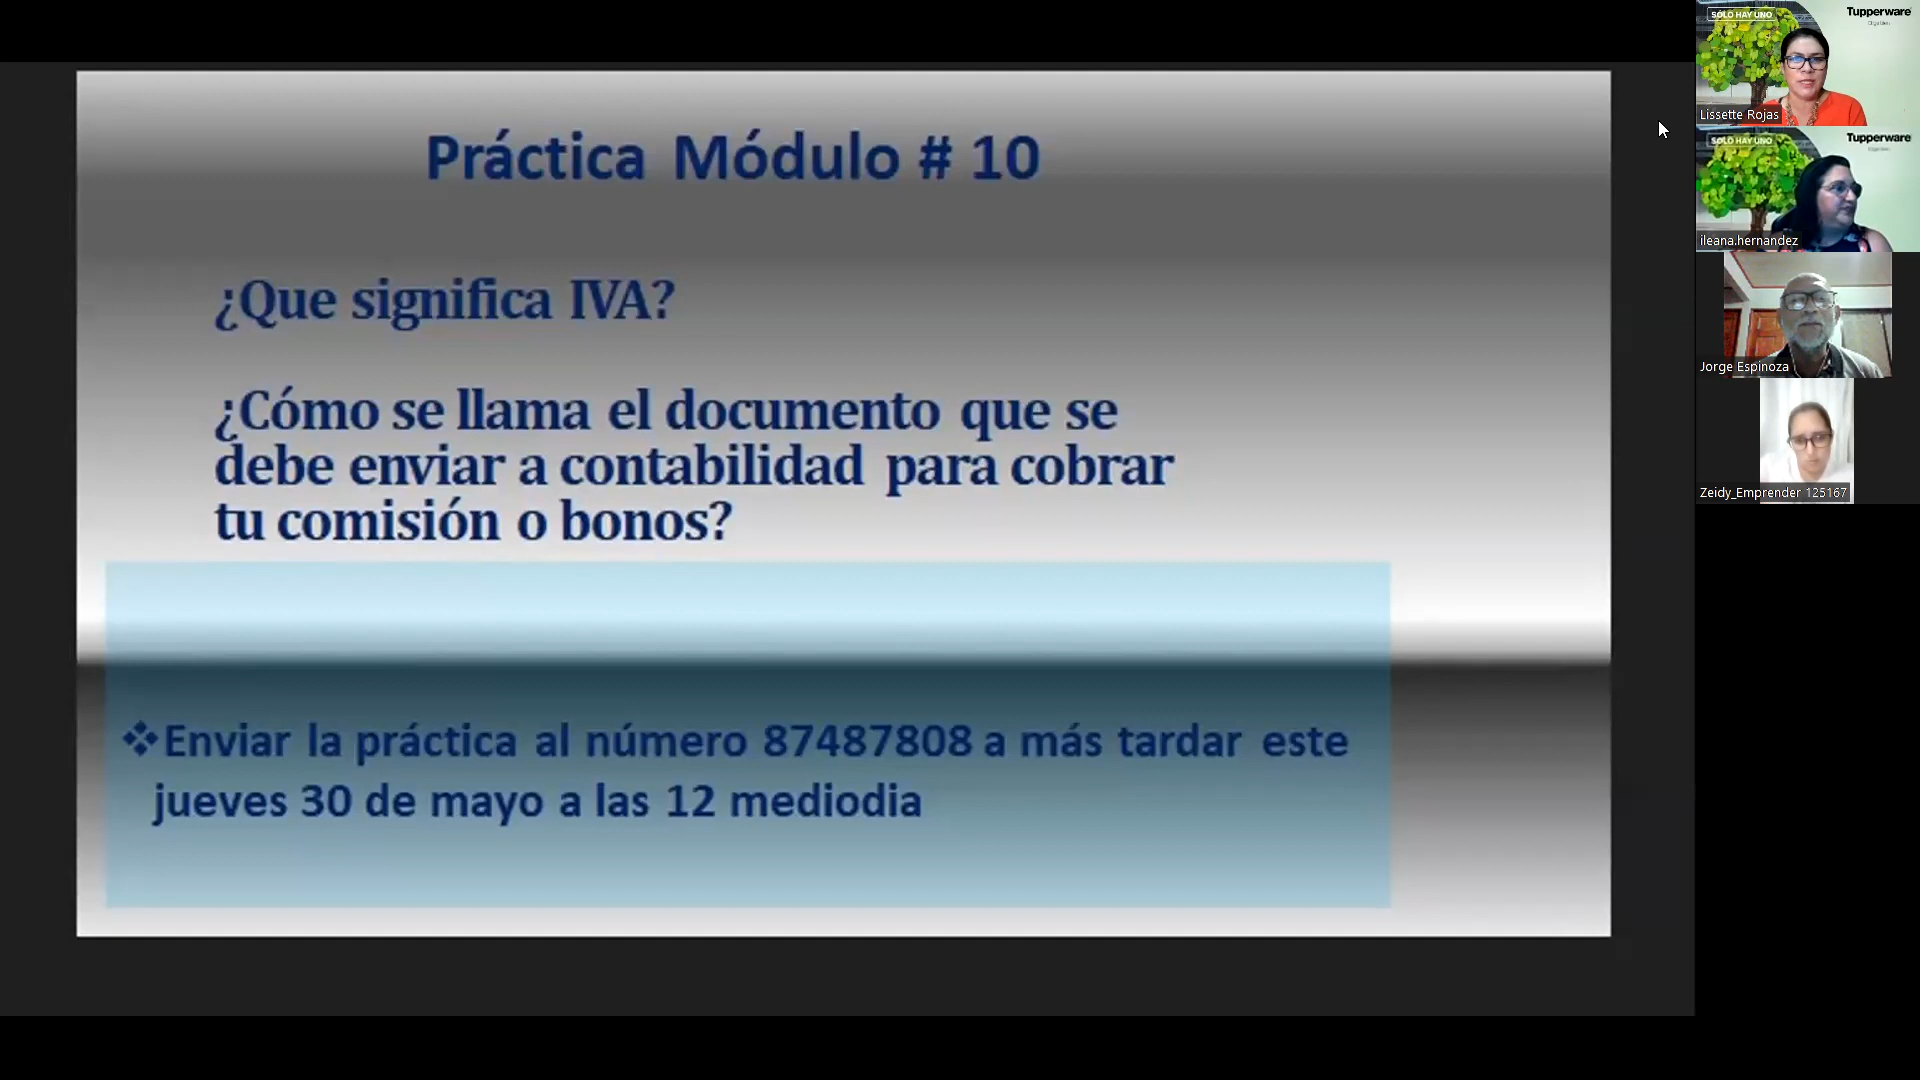 Práctica Módulo # 10
¿Que significa IVA?
¿Cómo se llama el documento que se
debe enviar a contabilidad para cobrar
tu comisión o bonos?
❖Enviar la práctica al número 87487808 a más tardar este
jueves 30 de mayo a las 12 mediodia
SOLO HAY UNO
Tupperware
Lissette Rojas
SOLO HAY UNO
Tupperware
ileana.hernandez
Jorge Espinoza
Zeidy_Emprender 125167